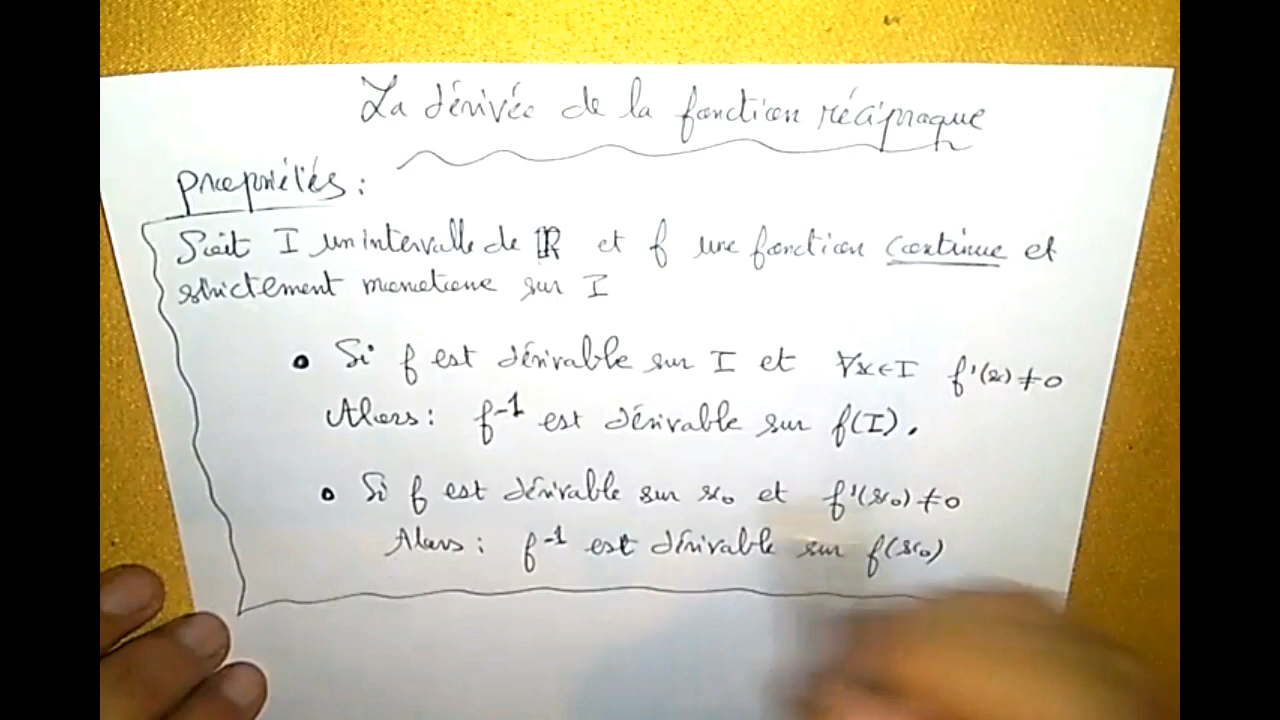 La dérivée de la fonction réciproque
propriétés :
Soit I un intervalle de ℝ et f une fonction continue et
strictement monotone sur I
• Si f est dérivable sur I et ∀x∈I f'(x)≠0
Alors : f⁻¹ est dérivable sur f(I).
• Si f est dérivable sur x₀ et f'(x₀)≠0
Alors : f⁻¹ est dérivable sur f(x₀)